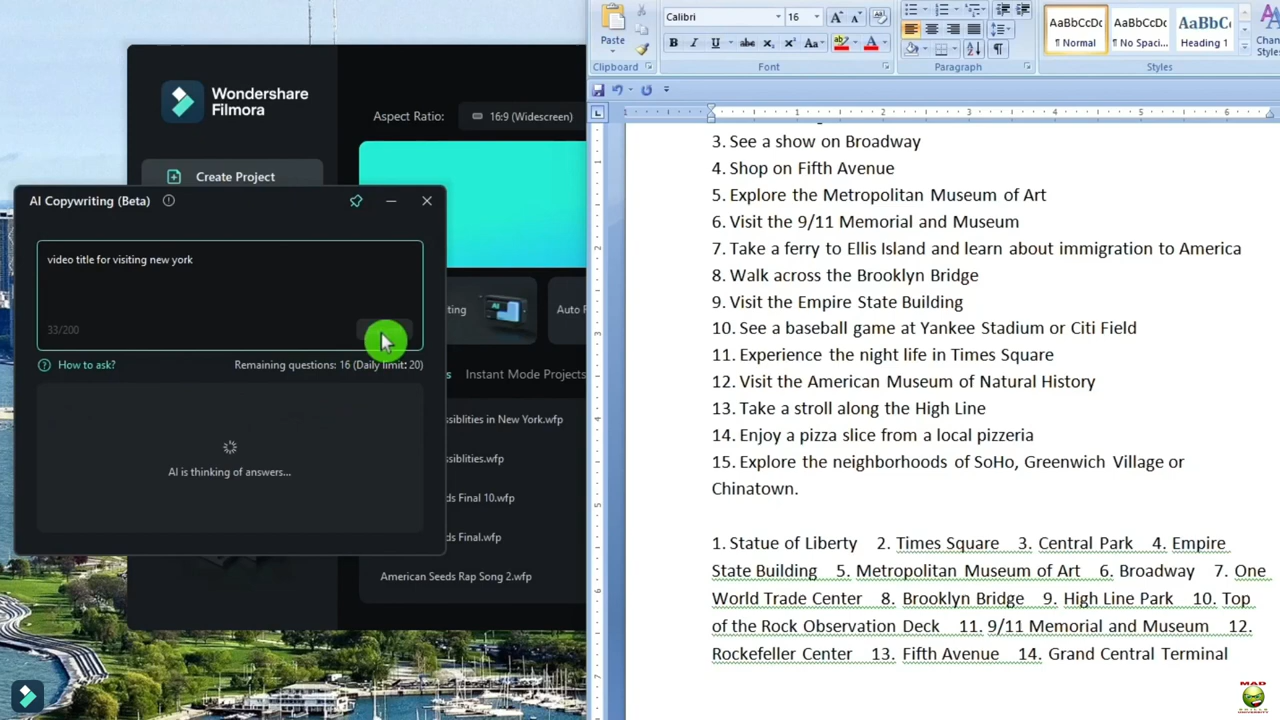 Wondershare
Filmora
Aspect Ratio:
16:9 (Widescreen)
Create Project
AI Copywriting (Beta)
video title for visiting new york
33/200
How to ask?
Remaining questions: 16 (Daily limit: 20)
AI is thinking of answers...
ting
Auto
Instant Mode Projects
ssiblities in New York.wfp
ssiblities.wfp
ds Final 10.wfp
ds Final.wfp
American Seeds Rap Song 2.wfp
Paste
Clipboard
Calibri
16
Font
Paragraph
AaBbCcDc
¶ Normal
AaBbCcDc
¶ No Spaci...
AaBbC
Heading 1
Styles
3. See a show on Broadway
4. Shop on Fifth Avenue
5. Explore the Metropolitan Museum of Art
6. Visit the 9/11 Memorial and Museum
7. Take a ferry to Ellis Island and learn about immigration to America
8. Walk across the Brooklyn Bridge
9. Visit the Empire State Building
10. See a baseball game at Yankee Stadium or Citi Field
11. Experience the night life in Times Square
12. Visit the American Museum of Natural History
13. Take a stroll along the High Line
14. Enjoy a pizza slice from a local pizzeria
15. Explore the neighborhoods of SoHo, Greenwich Village or
Chinatown.
1. Statue of Liberty 2. Times Square 3. Central Park 4. Empire
State Building 5. Metropolitan Museum of Art 6. Broadway 7. One
World Trade Center 8. Brooklyn Bridge 9. High Line Park 10. Top
of the Rock Observation Deck 11. 9/11 Memorial and Museum 12.
Rockefeller Center 13. Fifth Avenue 14. Grand Central Terminal
MAD